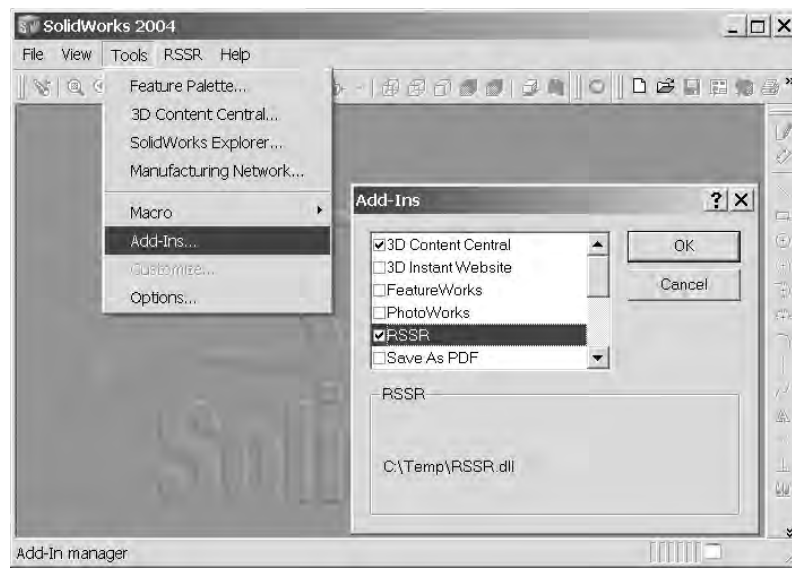 SolidWorks 2004
File View Tools RSSR Help
Feature Palette...
3D Content Central...
SolidWorks Explorer...
Manufacturing Network...
Macro
Add-Ins...
Customize...
Options...
Add-Ins
3D Content Central
3D Instant Website
FeatureWorks
PhotoWorks
RSSR
Save As PDF
OK
Cancel
RSSR
C:\Temp\RSSR.dll
Soli
Add-In manager